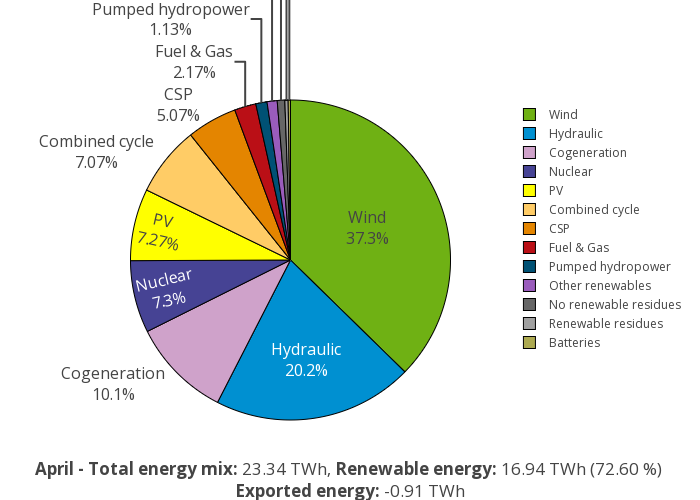 Pumped hydropower
1.13%
Fuel & Gas
2.17%
CSP
5.07%
Combined cycle
7.07%
PV
7.27%
Nuclear
7.3%
Cogeneration
10.1%
Hydraulic
20.2%
Wind
37.3%
Wind
Hydraulic
Cogeneration
Nuclear
PV
Combined cycle
CSP
Fuel & Gas
Pumped hydropower
Other renewables
No renewable residues
Renewable residues
Batteries
April - Total energy mix: 23.34 TWh, Renewable energy: 16.94 TWh (72.60 %)
Exported energy: -0.91 TWh